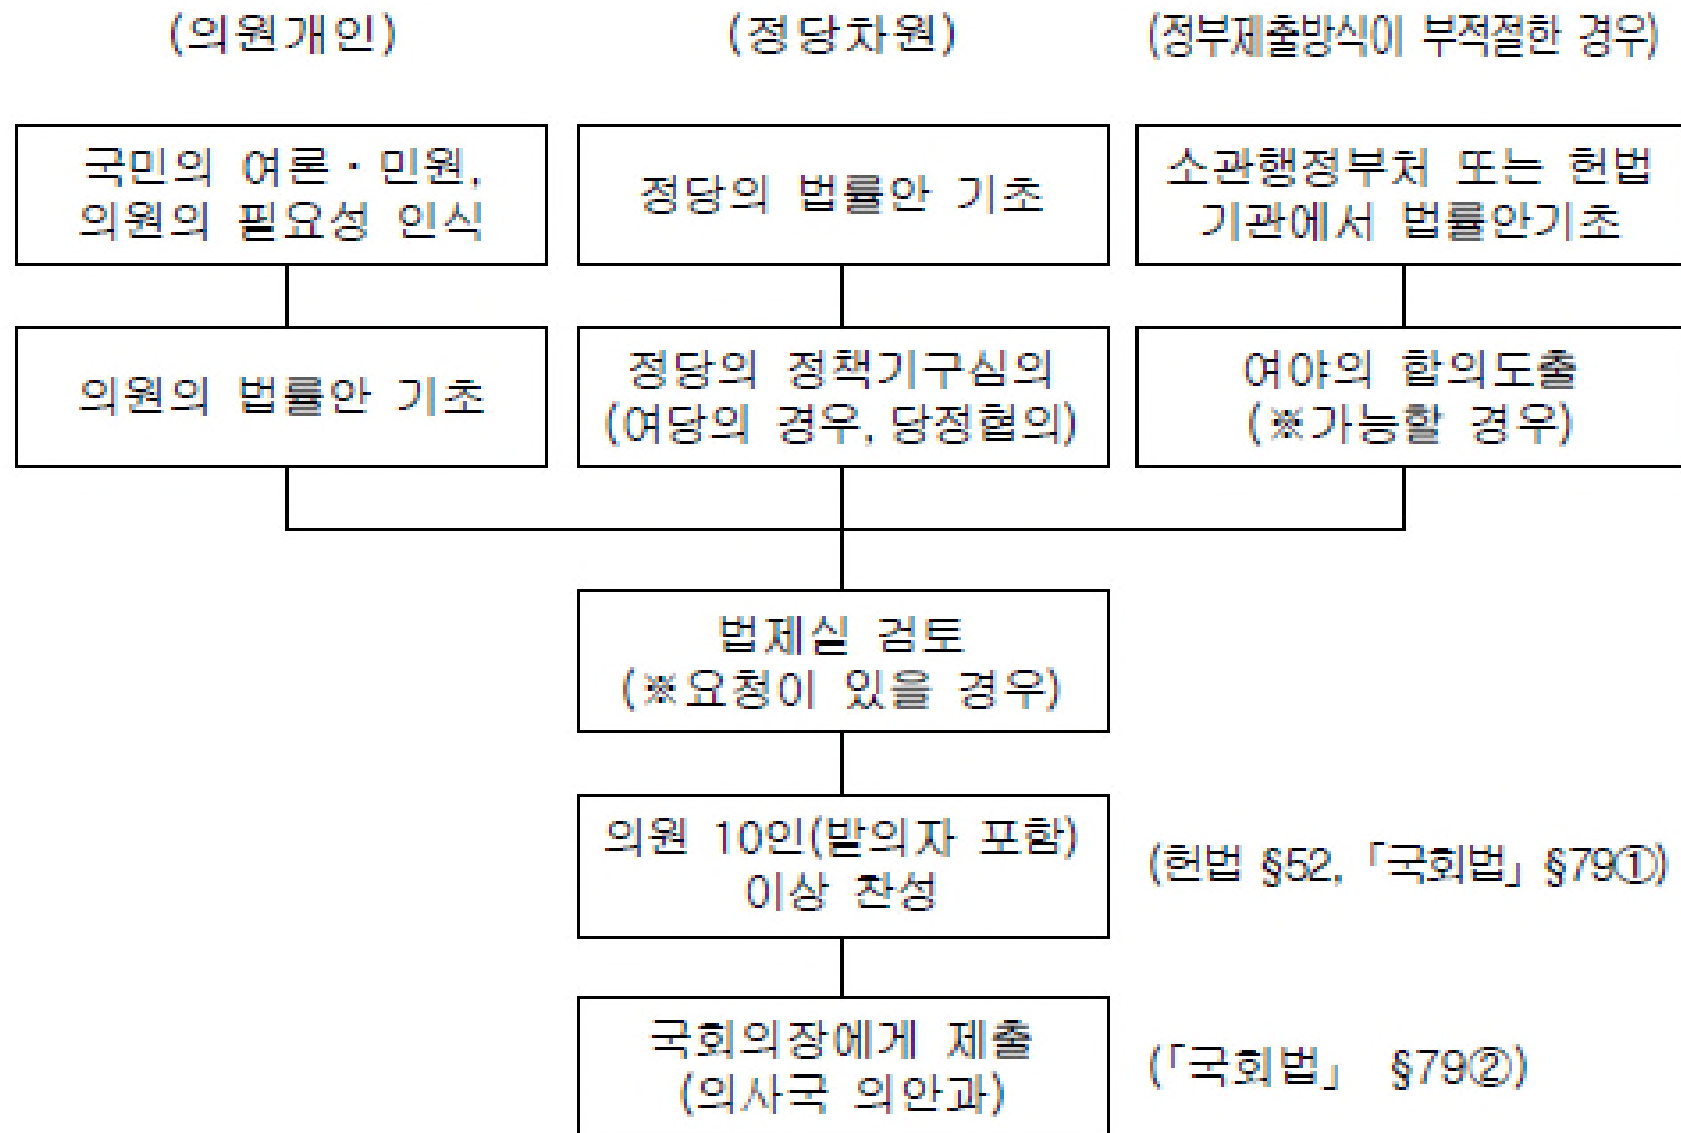 (의원개인)
(정당차원)
(정부제출방식이 부적절한 경우)
국민의 여론·민원,
의원의 필요성 인식
정당의 법률안 기초
소관행정부처 또는 헌법
기관에서 법률안기초
의원의 법률안 기초
정당의 정책기구심의
(여당의 경우, 당정협의)
여야의 합의도출
(※가능할 경우)
법제실 검토
(※요청이 있을 경우)
의원 10인(발의자 포함)
이상 찬성
(헌법 §52, 「국회법」 §79①)
국회의장에게 제출
(의사국 의안과)
(「국회법」 §79②)